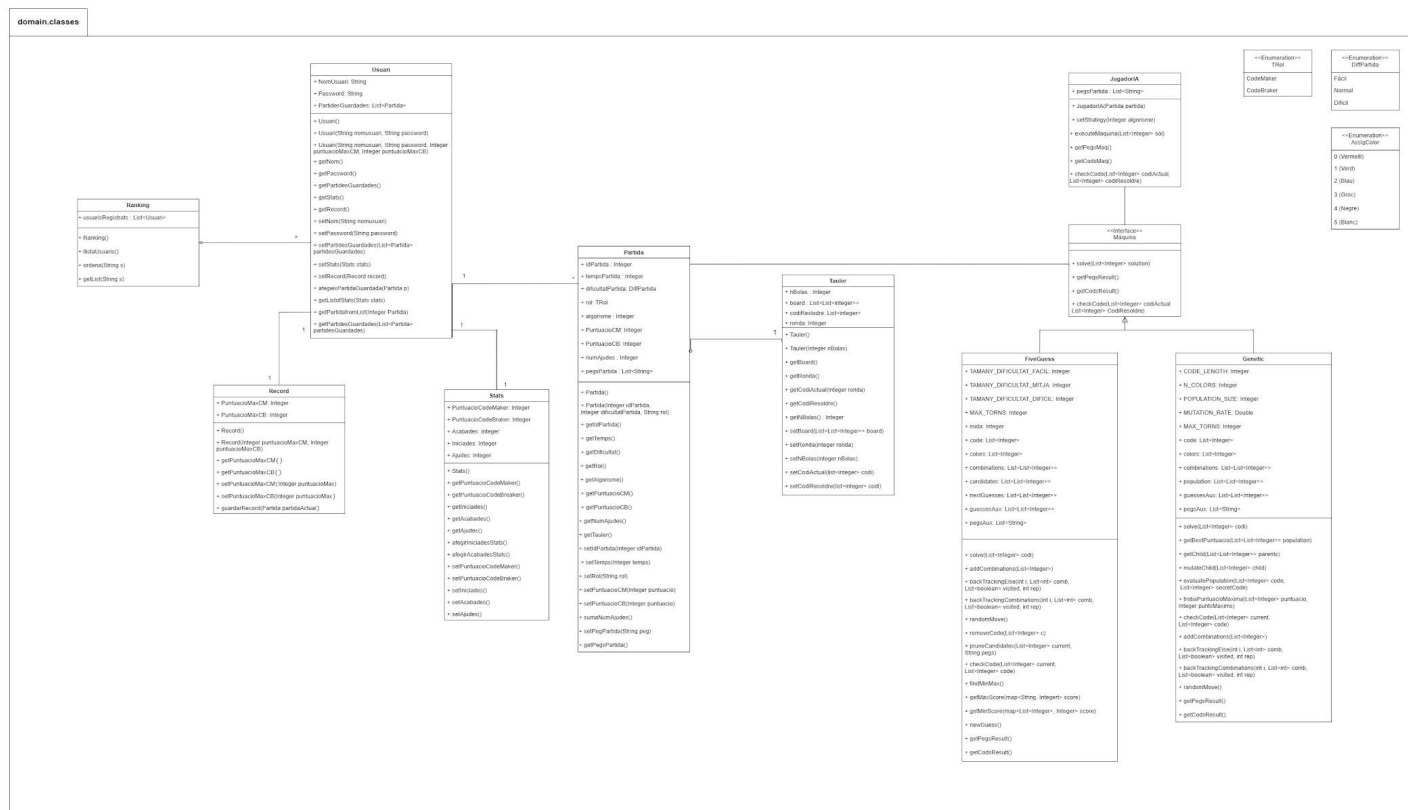 domain.classes
Ranking
+ usuarisRegistrats : List<Usuari>
+ Ranking()
+ llistaUsuaris()
+ ordena(String s)
+ getList(String s)
*
Usuari
+ NomUsuari: String
+ Password: String
+ PartidesGuardades: List<Partida>
+ Usuari()
+ Usuari(String nomusuari, String password)
+ Usuari(String nomusuari, String password, Integer
puntuacioMaxCM, Integer puntuacioMaxCB)
+ getNom()
+ getPassword()
+ getPartidesGuardades()
+ getStats()
+ getRecord()
+ setNom(String nomusuari)
+ setPassword(String password)
+ setPartidesGuardades(List<Partida>
partidesGuardades)
+ setStats(Stats stats)
+ setRecord(Record record)
+ afegeixPartidaGuardada(Partida p)
+ getListofStats(Stats stats)
+ getPartidafromList(Integer Partida)
+ getPartidesGuardades(List<Partida>
partidesGuardades)
1
1
1
*
1
1
Record
+ PuntuacioMaxCM: Integer
+ PuntuacioMaxCB: Integer
+ Record()
+ Record(Integer puntuacioMaxCM, Integer
puntuacioMaxCB)
+ getPuntuacioMaxCM( )
+ getPuntuacioMaxCB( )
+ setPuntuacioMaxCM(Integer puntuacioMax)
+ setPuntuacioMaxCB(Integer puntuacioMax)
+ guardarRecord(Partida partidaActual)
Stats
+ PuntuacioCodeMaker: Integer
+ PuntuacioCodeBraker: Integer
+ Acabades: Integer
+ Iniciades: Integer
+ Ajudes: Integer
+ Stats()
+ getPuntuacioCodeMaker()
+ getPuntuacioCodeBreaker()
+ getIniciades()
+ getAcabades()
+ getAjudes()
+ afegirIniciadesStats()
+ afegirAcabadesStats()
+ setPuntuacioCodeMaker()
+ setPuntuacioCodeBraker()
+ setIniciades()
+ setAcabades()
+ setAjudes()
Partida
+ idPartida : Integer
+ tempsPartida : Integer
+ dificultatPartida: DiffPartida
+ rol TRol
+ algorisme : Integer
+ PuntuacioCM: Integer
+ PuntuacioCB: Integer
+ numAjudes : Integer
+ pegsPartida : List<String>
+ Partida()
+ Partida(Integer idPartida,
Integer dificultatPartida, String rol)
+ getIdPartida()
+ getTemps()
+ getDificultat()
+ getRol()
+ getAlgorisme()
+ getPuntuacioCM()
+ getPuntuacioCB()
+ getNumAjudes()
+ getTauler()
+ setIdPartida(Integer idPartida)
+ setTemps(Integer temps)
+ setRol(String rol)
+ setPuntuacioCM(Integer puntuacio)
+ setPuntuacioCB(Integer puntuacio)
+ sumaNumAjudes()
+ setPegPartida(String peg)
+ getPegsPartida()
1
Tauler
+ nBolas : Integer
+ board : List<List<integer>>
+ codiResoldre: List<integer>
+ ronda: Integer
+ Tauler()
+ Tauler(Integer nBolas)
+ getBoard()
+ getRonda()
+ getCodiActual(Integer ronda)
+ getCodiResoldre()
+ getNBolas() : Integer
+ setBoard(List<List<Integer>> board)
+ setRonda(Integer ronda)
+ setNBolas(Integer nBolas)
+ setCodiActual(list<integer> codi)
+ setCodiResoldre(list<integer> codi)
JugadorIA
+ pegsPartida : List<String>
+ JugadorIA(Partida partida)
+ setStrategy(Integer algorisme)
+ executeMaquina(List<Integer> sol)
+ getPegsMaq()
+ getCodsMaq()
+ checkCode(List<Integer> codiActual,
List<Integer> codiResoldre)
<<Interface>>
Màquina
+ solve(List<Integer> solution)
+ getPegsResult()
+ getCodsResult()
+ checkCode(List<Integer> codiActual
List<Integer> CodiResoldre)
FiveGuess
+ TAMANY_DIFICULTAT_FACIL: Integer
+ TAMANY_DIFICULTAT_MITJA: Integer
+ TAMANY_DIFICULTAT_DIFICIL: Integer
+ MAX_TORNS: Integer
+ mida: Integer
+ code: List<Integer>
+ colors: List<Integer>
+ combinations: List<List<Integer>>
+ candidates: List<List<Integer>>
+ nextGuesses: List<List<Integer>>
+ guessesAux: List<List<Integer>>
+ pegsAux: List<String>
+ solve(List<Integer> codi)
+ addCombinations(List<Integer>)
+ backTrackingElse(int i, List<int> comb,
List<boolean> visited, int rep)
+ backTrackingCombinations(int i, List<int> comb,
List<boolean> visited, int rep)
+ randomMove()
+ removeCode(List<Integer> c)
+ pruneCandidates(List<Integer> current,
String pegs)
+ checkCode(List<Integer> current,
List<Integer> code)
+ findMinMax()
+ getMaxScore(map<String, Integert> score)
+ getMinScore(map<List<Integer>, Integer> score)
+ newGuess()
+ getPegsResult()
+ getCodsResult()
Genetic
+ CODE_LENGTH: Integer
+ N_COLORS: Integer
+ POPULATION_SIZE: Integer
+ MUTATION_RATE: Double
+ MAX_TORNS: Integer
+ code: List<Integer>
+ colors: List<Integer>
+ combinations: List<List<Integer>>
+ population: List<List<Integer>>
+ guessesAux: List<List<Integer>>
+ pegsAux: List<String>
+ solve(List<Integer> codi)
+ getBestPuntuacio(List<List<Integer>> population)
+ getChild(List<List<Integer>> parents)
+ mutateChild(List<Integer> child)
+ evaluatePopulation(List<Integer> code,
List<Integer> secretCode)
+ trobaPuntuacioMaxima(List<Integer> puntuacio,
Integer puntsMaxims)
+ checkCode(List<Integer> current,
List<Integer> code)
+ addCombinations(List<Integer>)
+ backTrackingElse(int i, List<int> comb,
List<boolean> visited, int rep)
+ backTrackingCombinations(int i, List<int> comb,
List<boolean> visited, int rep)
+ randomMove()
+ getPegsResult()
+ getCodsResult()
<<Enumeration>>
TRol
CodeMaker
CodeBraker
<<Enumeration>>
DiffPartida
Fácil
Normal
Difícil
<<Enumeration>>
AssigColor
0 (Vermell)
1 (Verd)
2 (Blau)
3 (Groc)
4 (Negre)
5 (Blanc)